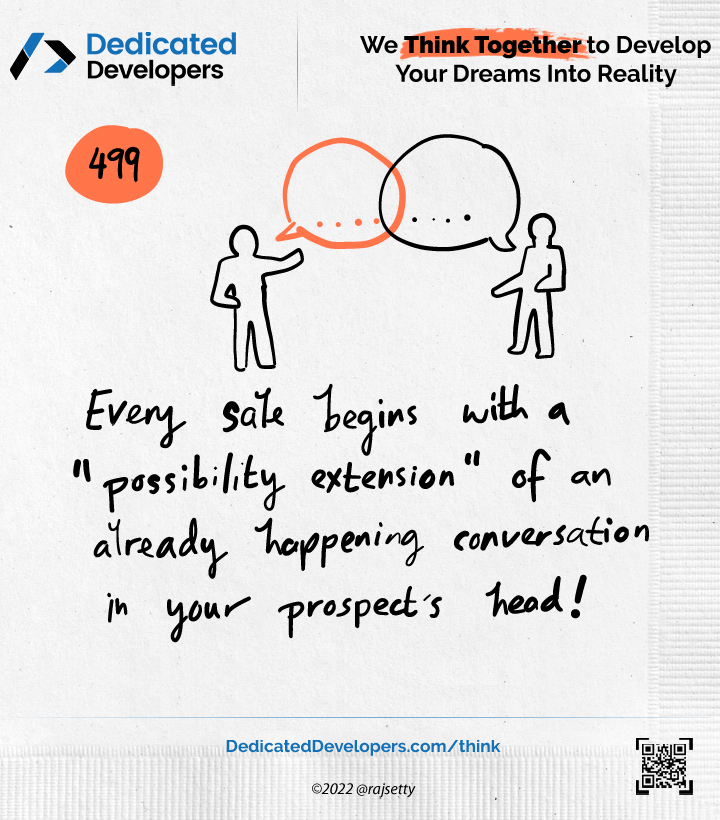 Dedicated
Developers
We Think Together to Develop
Your Dreams Into Reality
499
Every sale begins with a
"possibility extension" of an
already happening conversation
in your prospect's head!
DedicatedDevelopers.com/think
©2022 @rajsetty